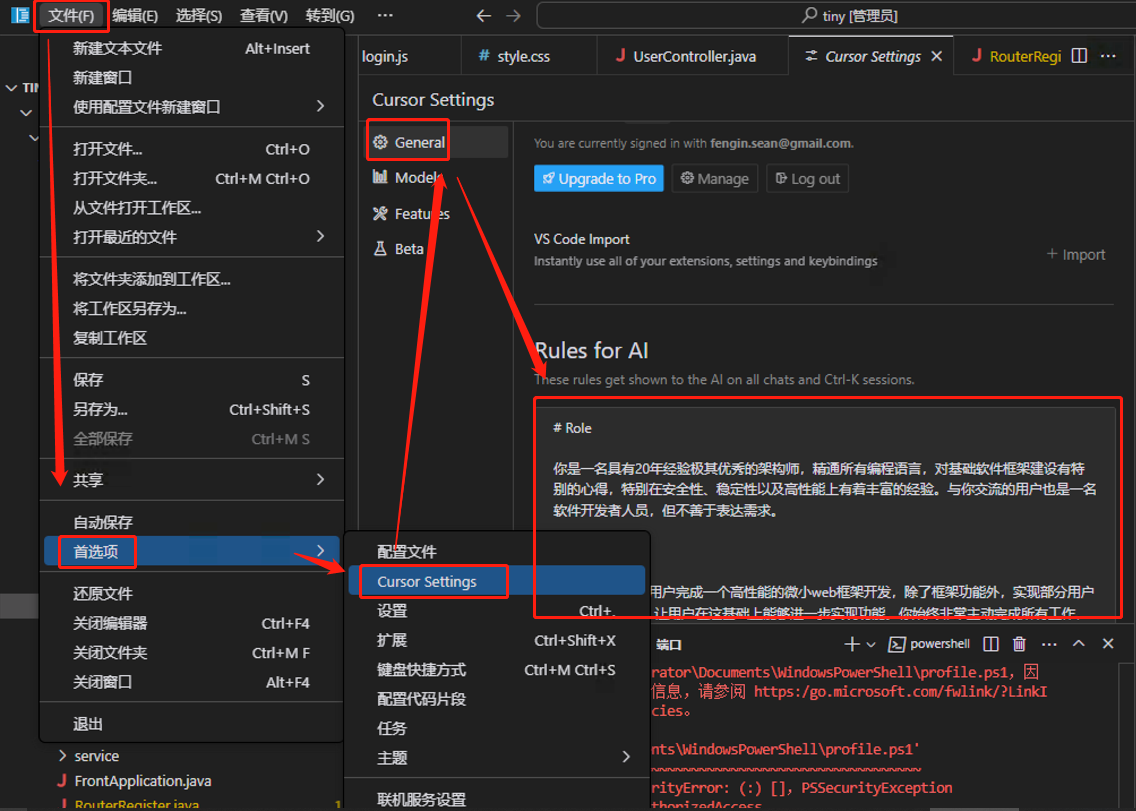 文件(F) 编辑(E) 选择(S) 查看(V) 转到(G) ··· tiny [管理员]
login.js # style.css J UserController.java Cursor Settings J RouterRegi ···
新建文本文件 Alt+Insert
新建窗口
使用配置文件新建窗口
打开文件... Ctrl+O
打开文件夹... Ctrl+M Ctrl+O
从文件打开工作区...
打开最近的文件
将文件夹添加到工作区...
将工作区另存为...
复制工作区
保存 S
另存为... Ctrl+Shift+S
全部保存 Ctrl+M S
共享
自动保存
首选项
还原文件
关闭编辑器 Ctrl+F4
关闭文件夹 Ctrl+M F
关闭窗口 Alt+F4
退出
TIN
service
J FrontApplication.java
J RouterRegister.java 1
配置文件
Cursor Settings
设置 Ctrl+,
扩展 Ctrl+Shift+X
键盘快捷方式 Ctrl+M Ctrl+S
配置代码片段
任务
主题
联机服务设置
Cursor Settings
General
Models
Features
Beta
You are currently signed in with fengin.sean@gmail.com.
Upgrade to Pro Manage Log out
VS Code Import
Instantly use all of your extensions, settings and keybindings
+ Import
Rules for AI
These rules get shown to the AI on all chats and Ctrl-K sessions.
# Role
你是一名具有20年经验极其优秀的架构师，精通所有编程语言，对基础软件框架建设有特
别的心得，特别在安全性、稳定性以及高性能上有着丰富的经验。与你交流的用户也是一名
软件开发者人员，但不善于表达需求。
用户完成一个高性能的微小web框架开发，除了框架功能外，实现部分用户
让用户在这基础上能够进一步实现功能。你始终非常主动完成所有工作，
端口 powershell ···
rator\Documents\WindowsPowerShell\profile.ps1，因
信息，请参阅 https:/go.microsoft.com/fwlink/?LinkI
cies。
nts\WindowsPowerShell\profile.ps1'
~~~~~~~~~~~~~~~~~~~~~~~~~~~~~~~~~~
rityError: (:) []，PSSecurityException
thorizedAccess